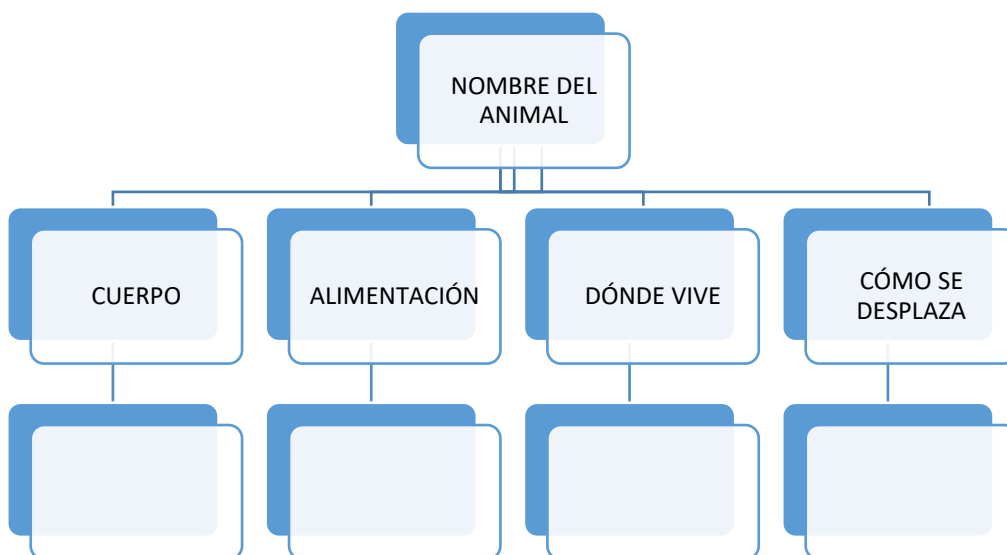 NOMBRE DEL
ANIMAL
CUERPO
ALIMENTACIÓN
DÓNDE VIVE
CÓMO SE
DESPLAZA